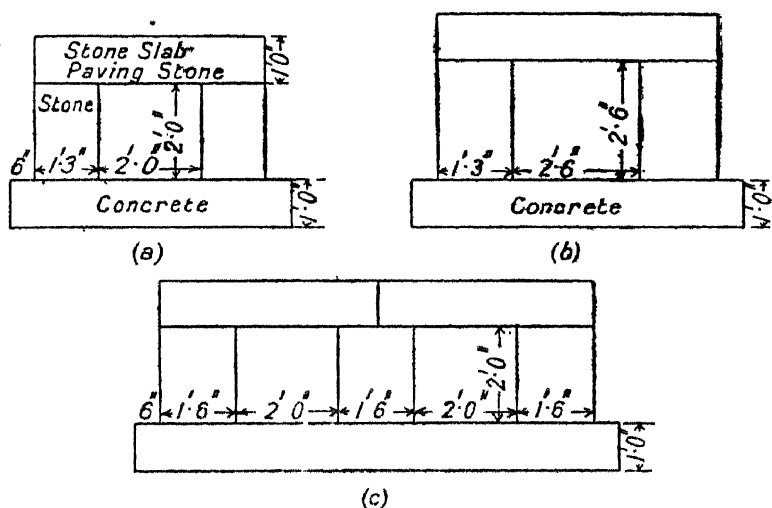 Stone Slab
Paving Stone
1'.0"
Stone
2'.0"
6" 1'.3" 2'.0"
Concrete
1'.0"
(a)
2'.6"
1'.3" 2'.6"
Concrete
1'.0"
(b)
2'.0"
6" 1'.6" 2'.0" 1'.6" 2'.0" 1'.6"
1'.0"
(c)